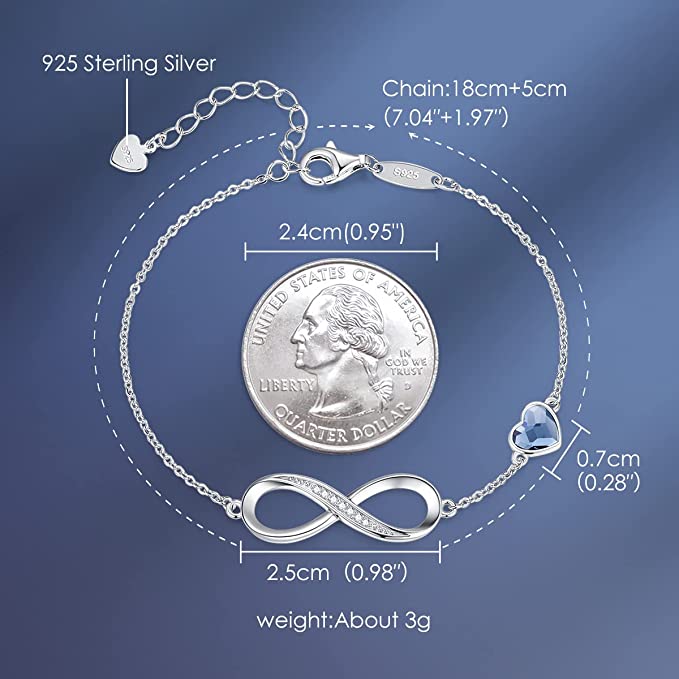 925 Sterling Silver
Chain:18cm+5cm
(7.04"+1.97")
S925
2.4cm(0.95")
UNITED STATES OF AMERICA
IN
GOD WE
TRUST
LIBERTY
D
QUARTER DOLLAR
0.7cm
(0.28")
2.5cm (0.98")
weight:About 3g